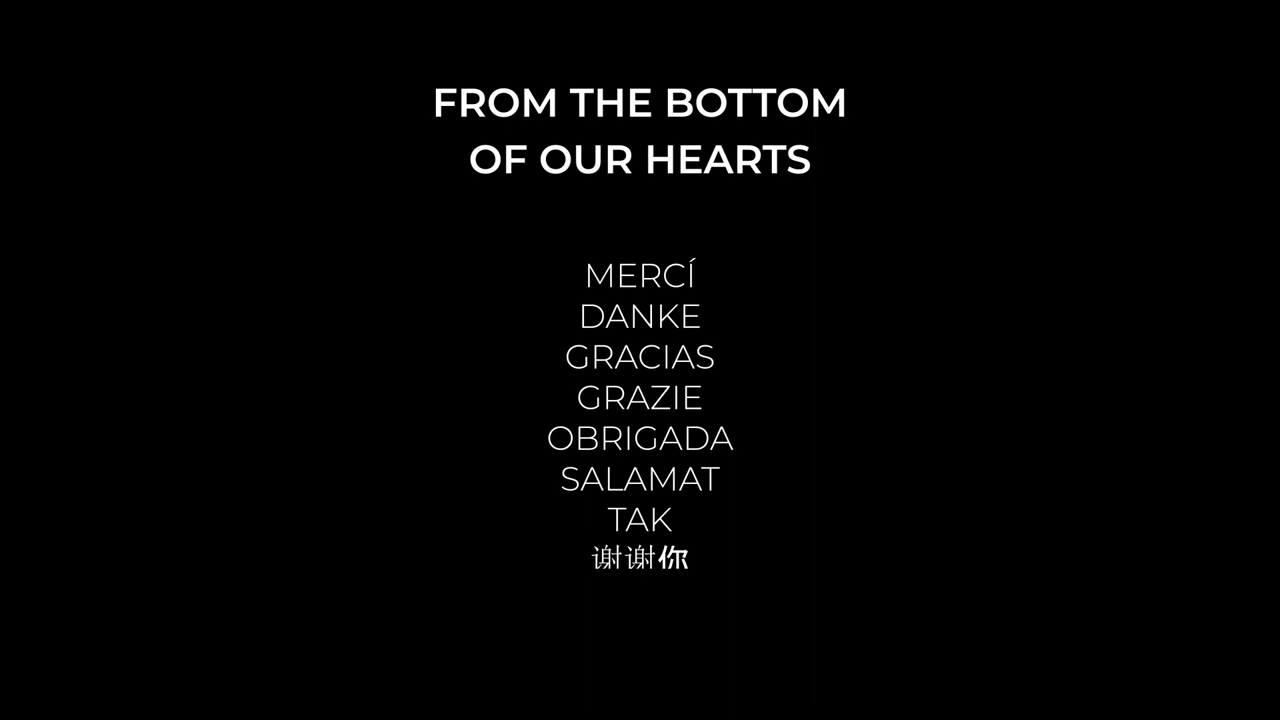 FROM THE BOTTOM
OF OUR HEARTS
MERCÍ
DANKE
GRACIAS
GRAZIE
OBRIGADA
SALAMAT
TAK
谢谢你